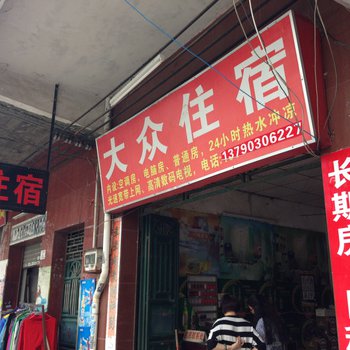 大众住宿
内设:空调房、电脑房、普通房、24小时热水冲凉
光速宽带上网、高清数码电视,电话:13790306227
住宿
长期房